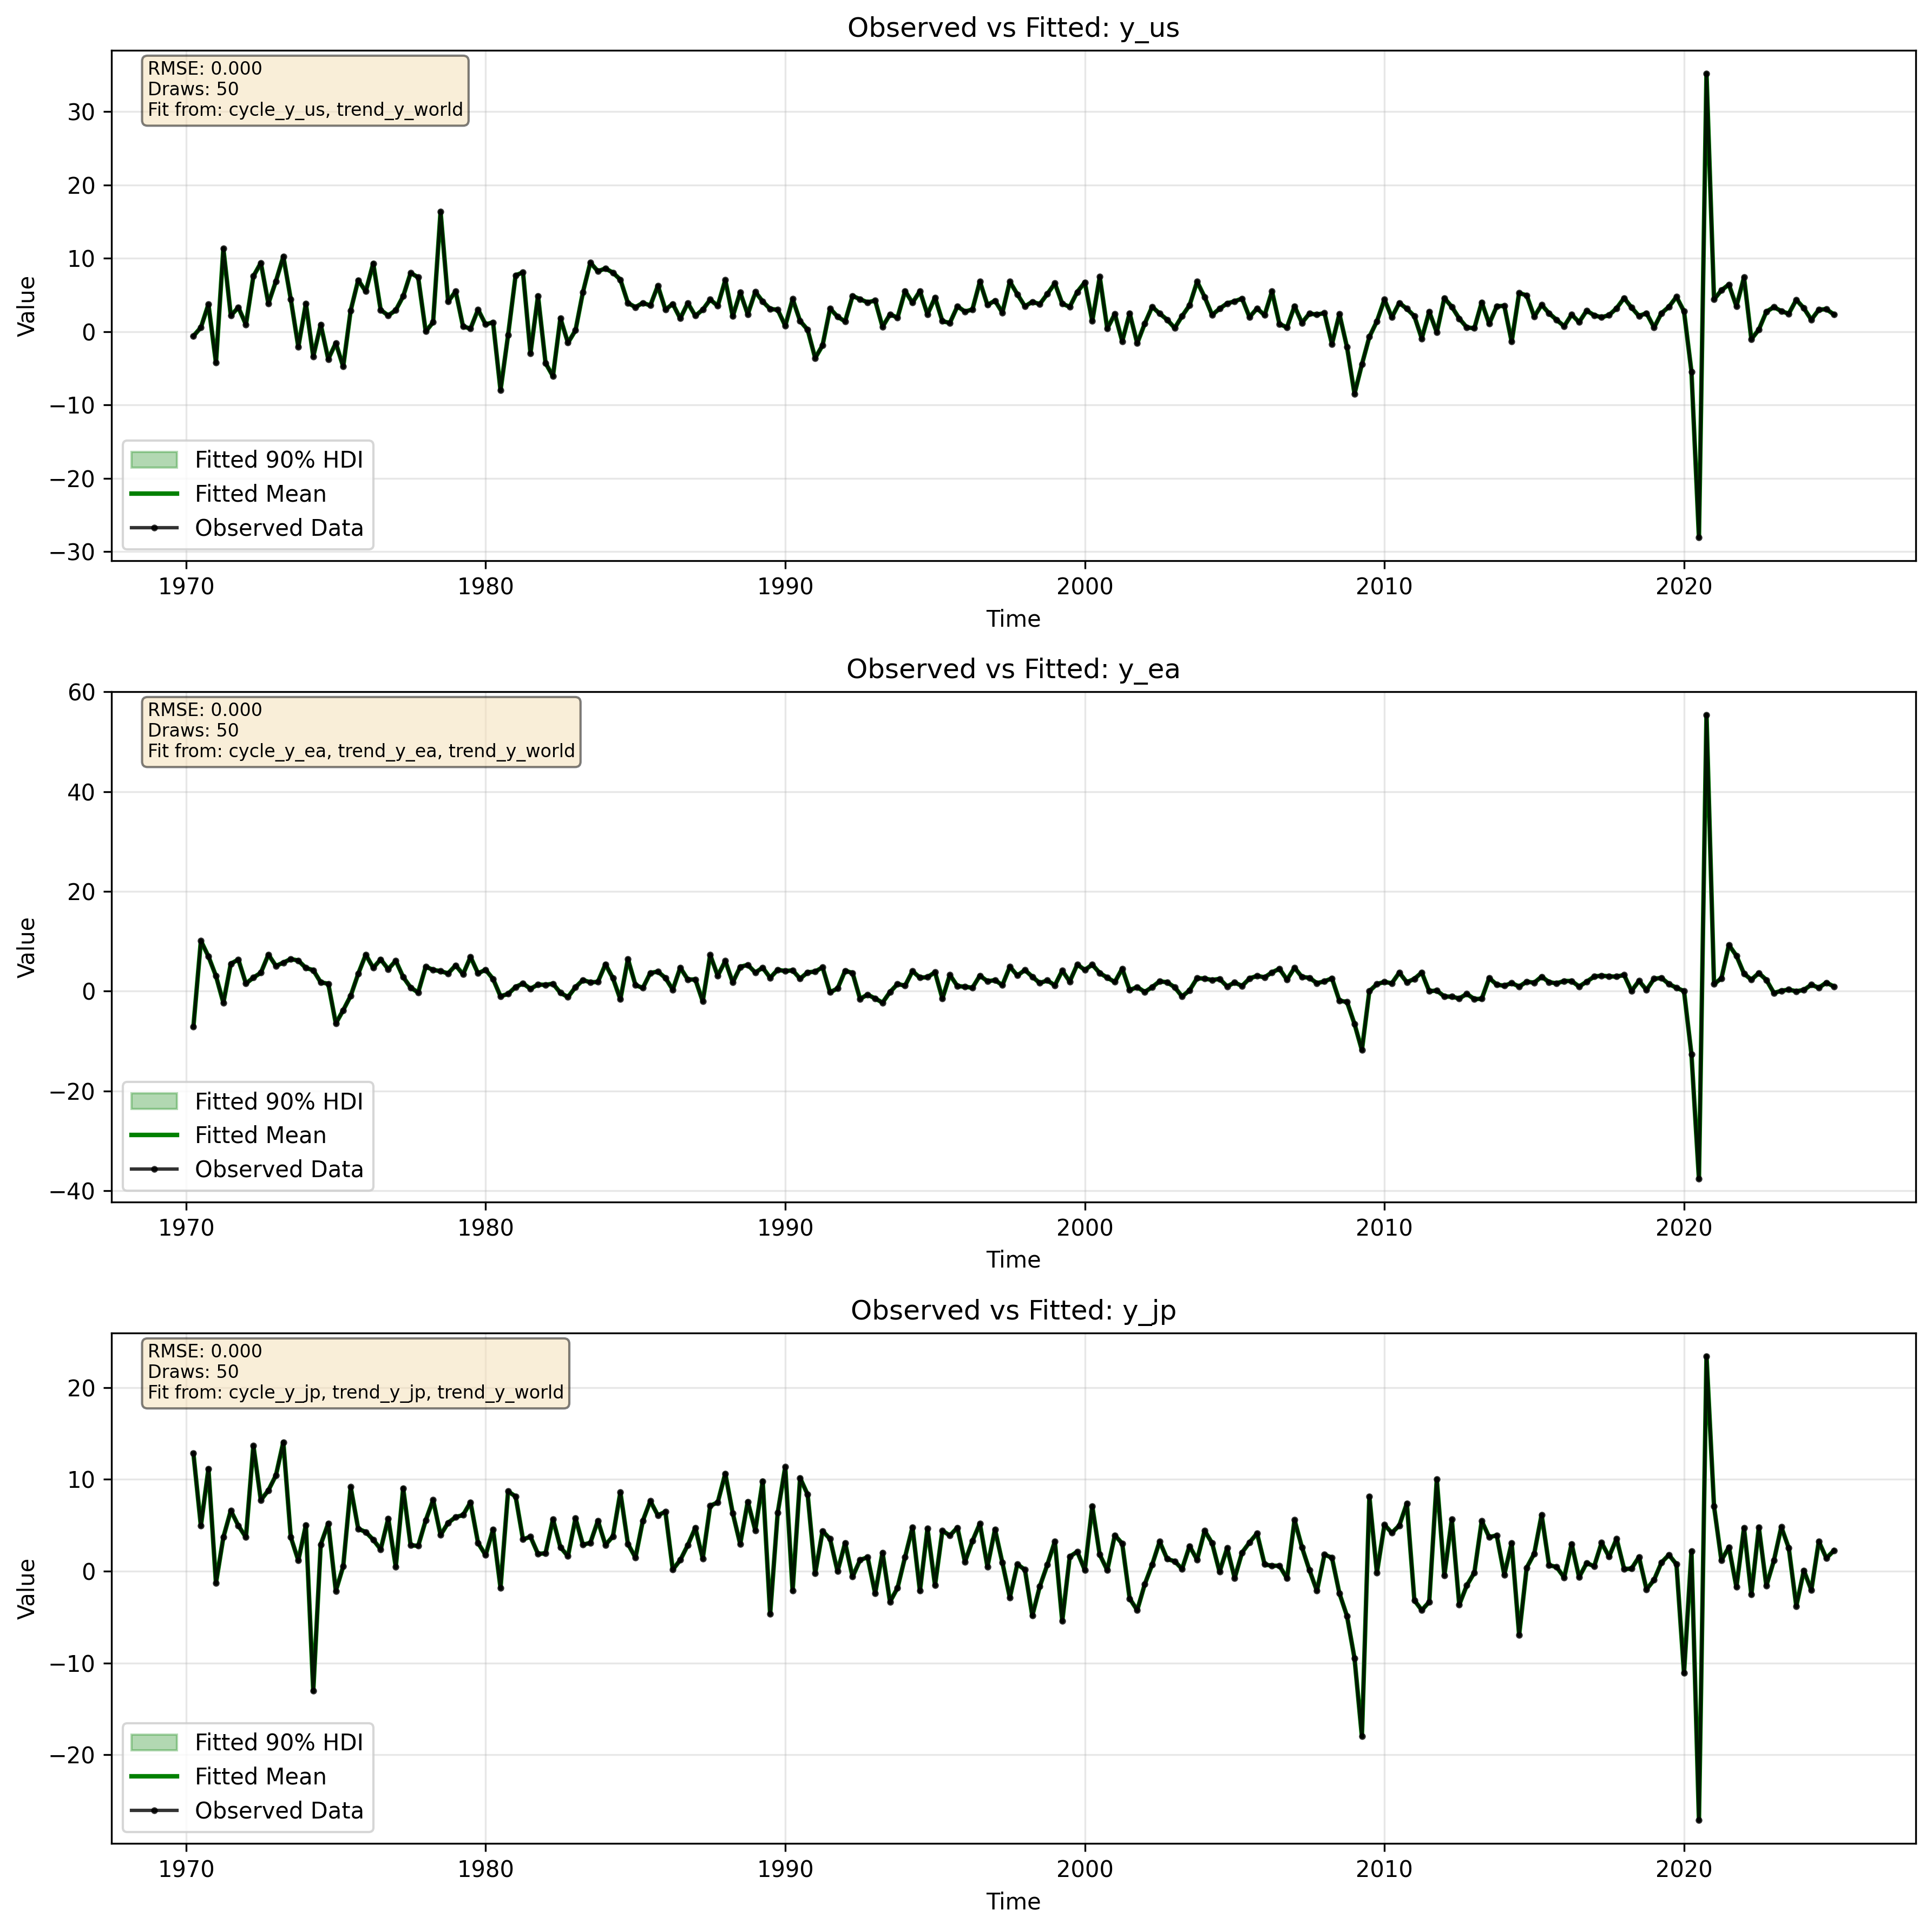 Observed vs Fitted: y_us
RMSE: 0.000
Draws: 50
Fit from: cycle_y_us, trend_y_world
30
20
10
0
−10
−20
−30
Value
Fitted 90% HDI
Fitted Mean
Observed Data
1970 1980 1990 2000 2010 2020
Time
Observed vs Fitted: y_ea
RMSE: 0.000
Draws: 50
Fit from: cycle_y_ea, trend_y_ea, trend_y_world
60
40
20
0
−20
−40
Value
Fitted 90% HDI
Fitted Mean
Observed Data
1970 1980 1990 2000 2010 2020
Time
Observed vs Fitted: y_jp
RMSE: 0.000
Draws: 50
Fit from: cycle_y_jp, trend_y_jp, trend_y_world
20
10
0
−10
−20
Value
Fitted 90% HDI
Fitted Mean
Observed Data
1970 1980 1990 2000 2010 2020
Time